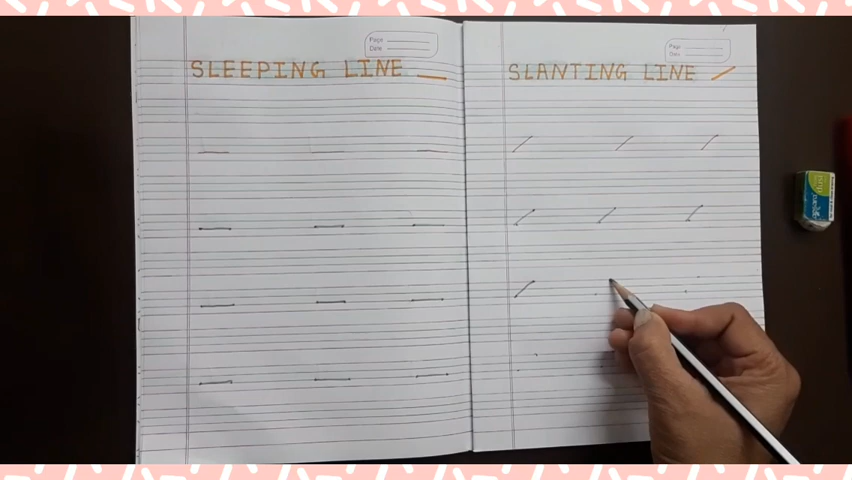 Page
Date
SLEEPING LINE
Page
Date
SLANTING LINE